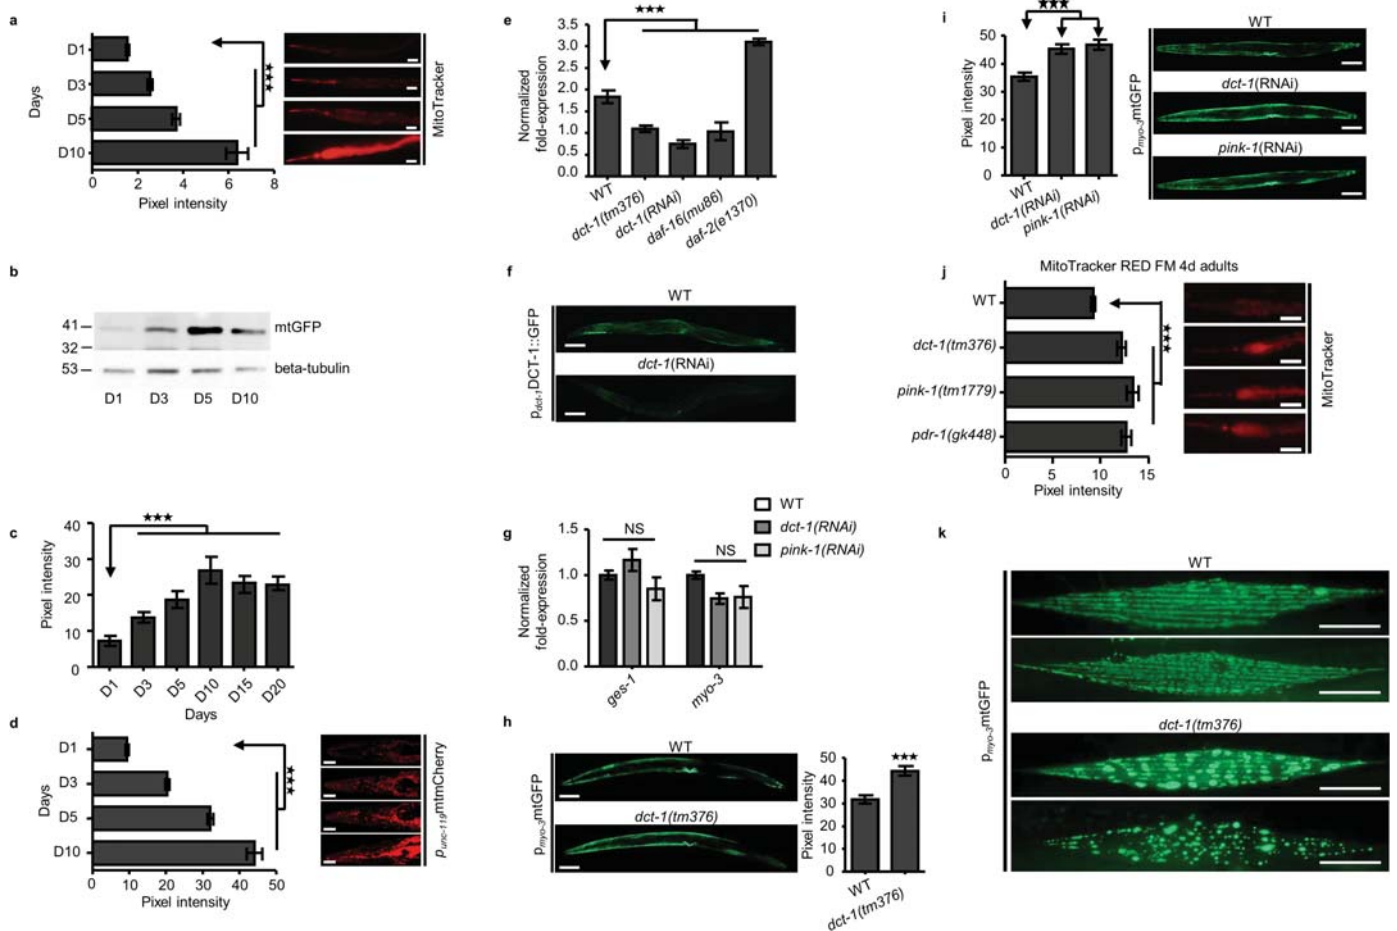 a
Days
D1
D3
D5
D10
0 2 4 6 8
Pixel intensity
★★★
MitoTracker
b
41
32
53
mtGFP
beta-tubulin
D1 D3 D5 D10
c
★★★
Pixel intensity
40
30
20
10
0
D1 D3 D5 D10 D15 D20
Days
d
Days
D1
D3
D5
D10
0 10 20 30 40 50
Pixel intensity
★★★
punc-119mtmCherry
e
★★★
Normalized
fold-expression
3.5
3.0
2.5
2.0
1.5
1.0
0.5
0.0
WT
dct-1(tm376)
dct-1(RNAi)
daf-16(mu86)
daf-2(e1370)
f
WT
dct-1(RNAi)
pdct-1DCT-1::GFP
g
WT
dct-1(RNAi)
pink-1(RNAi)
Normalized
fold-expression
1.5
1.0
0.5
0.0
NS
NS
ges-1
myo-3
h
WT
dct-1(tm376)
pmyo-3mtGFP
Pixel intensity
50
40
30
20
10
0
★★★
WT
dct-1(tm376)
i
★★★
Pixel intensity
50
40
30
20
10
0
WT
dct-1(RNAi)
pink-1(RNAi)
pmyo-3mtGFP
WT
dct-1(RNAi)
pink-1(RNAi)
j
MitoTracker RED FM 4d adults
WT
dct-1(tm376)
pink-1(tm1779)
pdr-1(gk448)
0 5 10 15
Pixel intensity
★★★
MitoTracker
k
WT
dct-1(tm376)
pmyo-3mtGFP